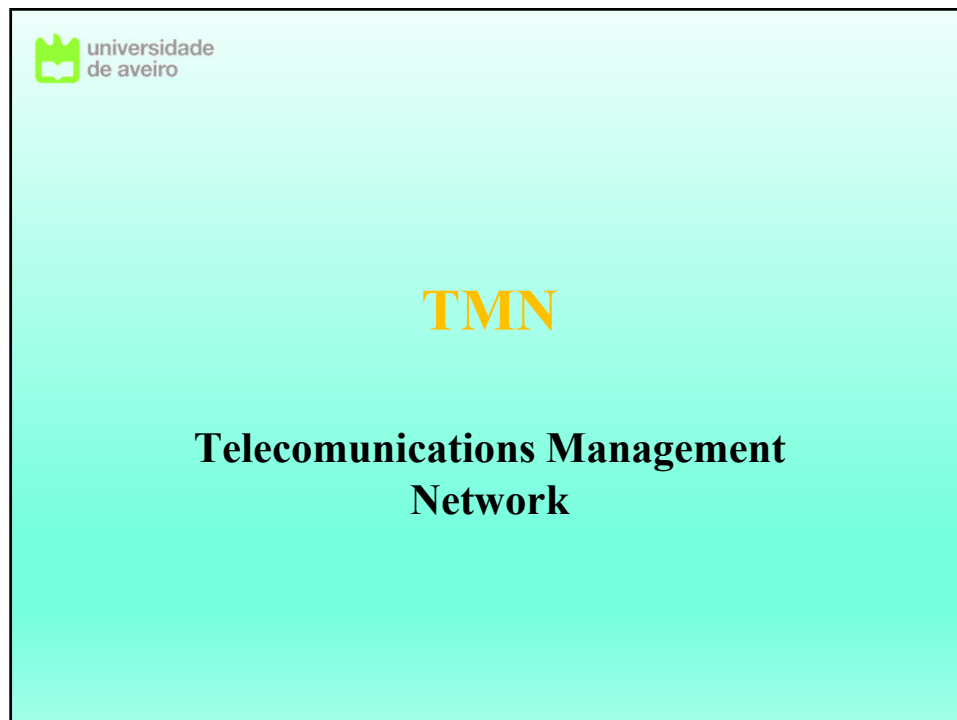 universidade
de aveiro
TMN
Telecomunications Management
Network